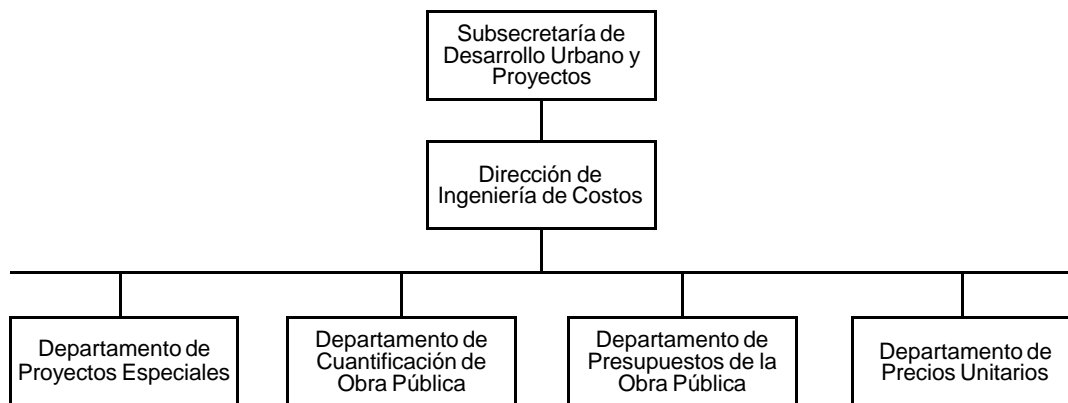 Subsecretaría de
Desarrollo Urbano y
Proyectos
Dirección de
Ingeniería de Costos
Departamento de
Proyectos Especiales
Departamento de
Cuantificación de
Obra Pública
Departamento de
Presupuestos de la
Obra Pública
Departamento de
Precios Unitarios